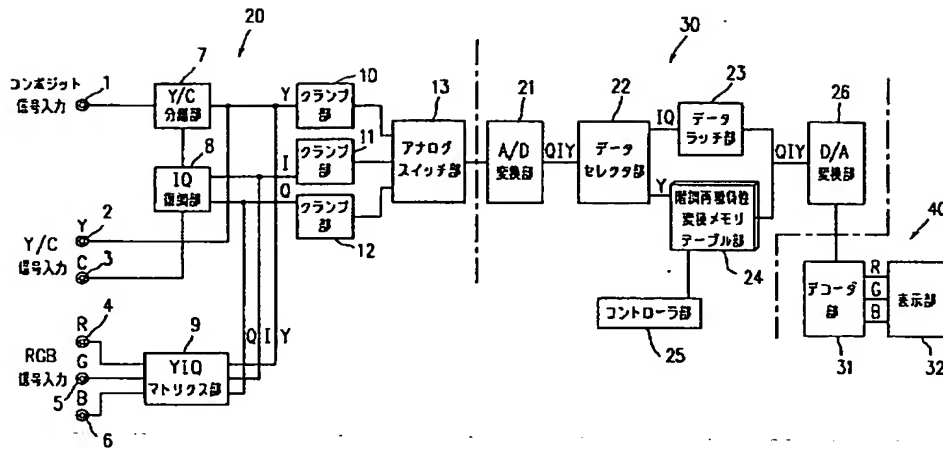 20
30
コンポジット
信号入力
1
7
Y/C
分離部
8
IQ
復調部
Y
I
Q
10
クランプ
部
11
クランプ
部
クランプ
部
12
13
アナログ
スイッチ部
21
A/D
変換部
QIY
22
データ
セレクタ部
IQ
Y
23
データ
ラッチ部
階調再現特性
変換メモリ
テーブル部
24
コントローラ部
25
QIY
26
D/A
変換部
40
Y
2
Y/C
信号入力
C
3
R
4
RGB
信号入力
G
5
B
6
9
YIQ
マトリクス部
Q I Y
デコーダ
部
31
R
G
B
表示部
32